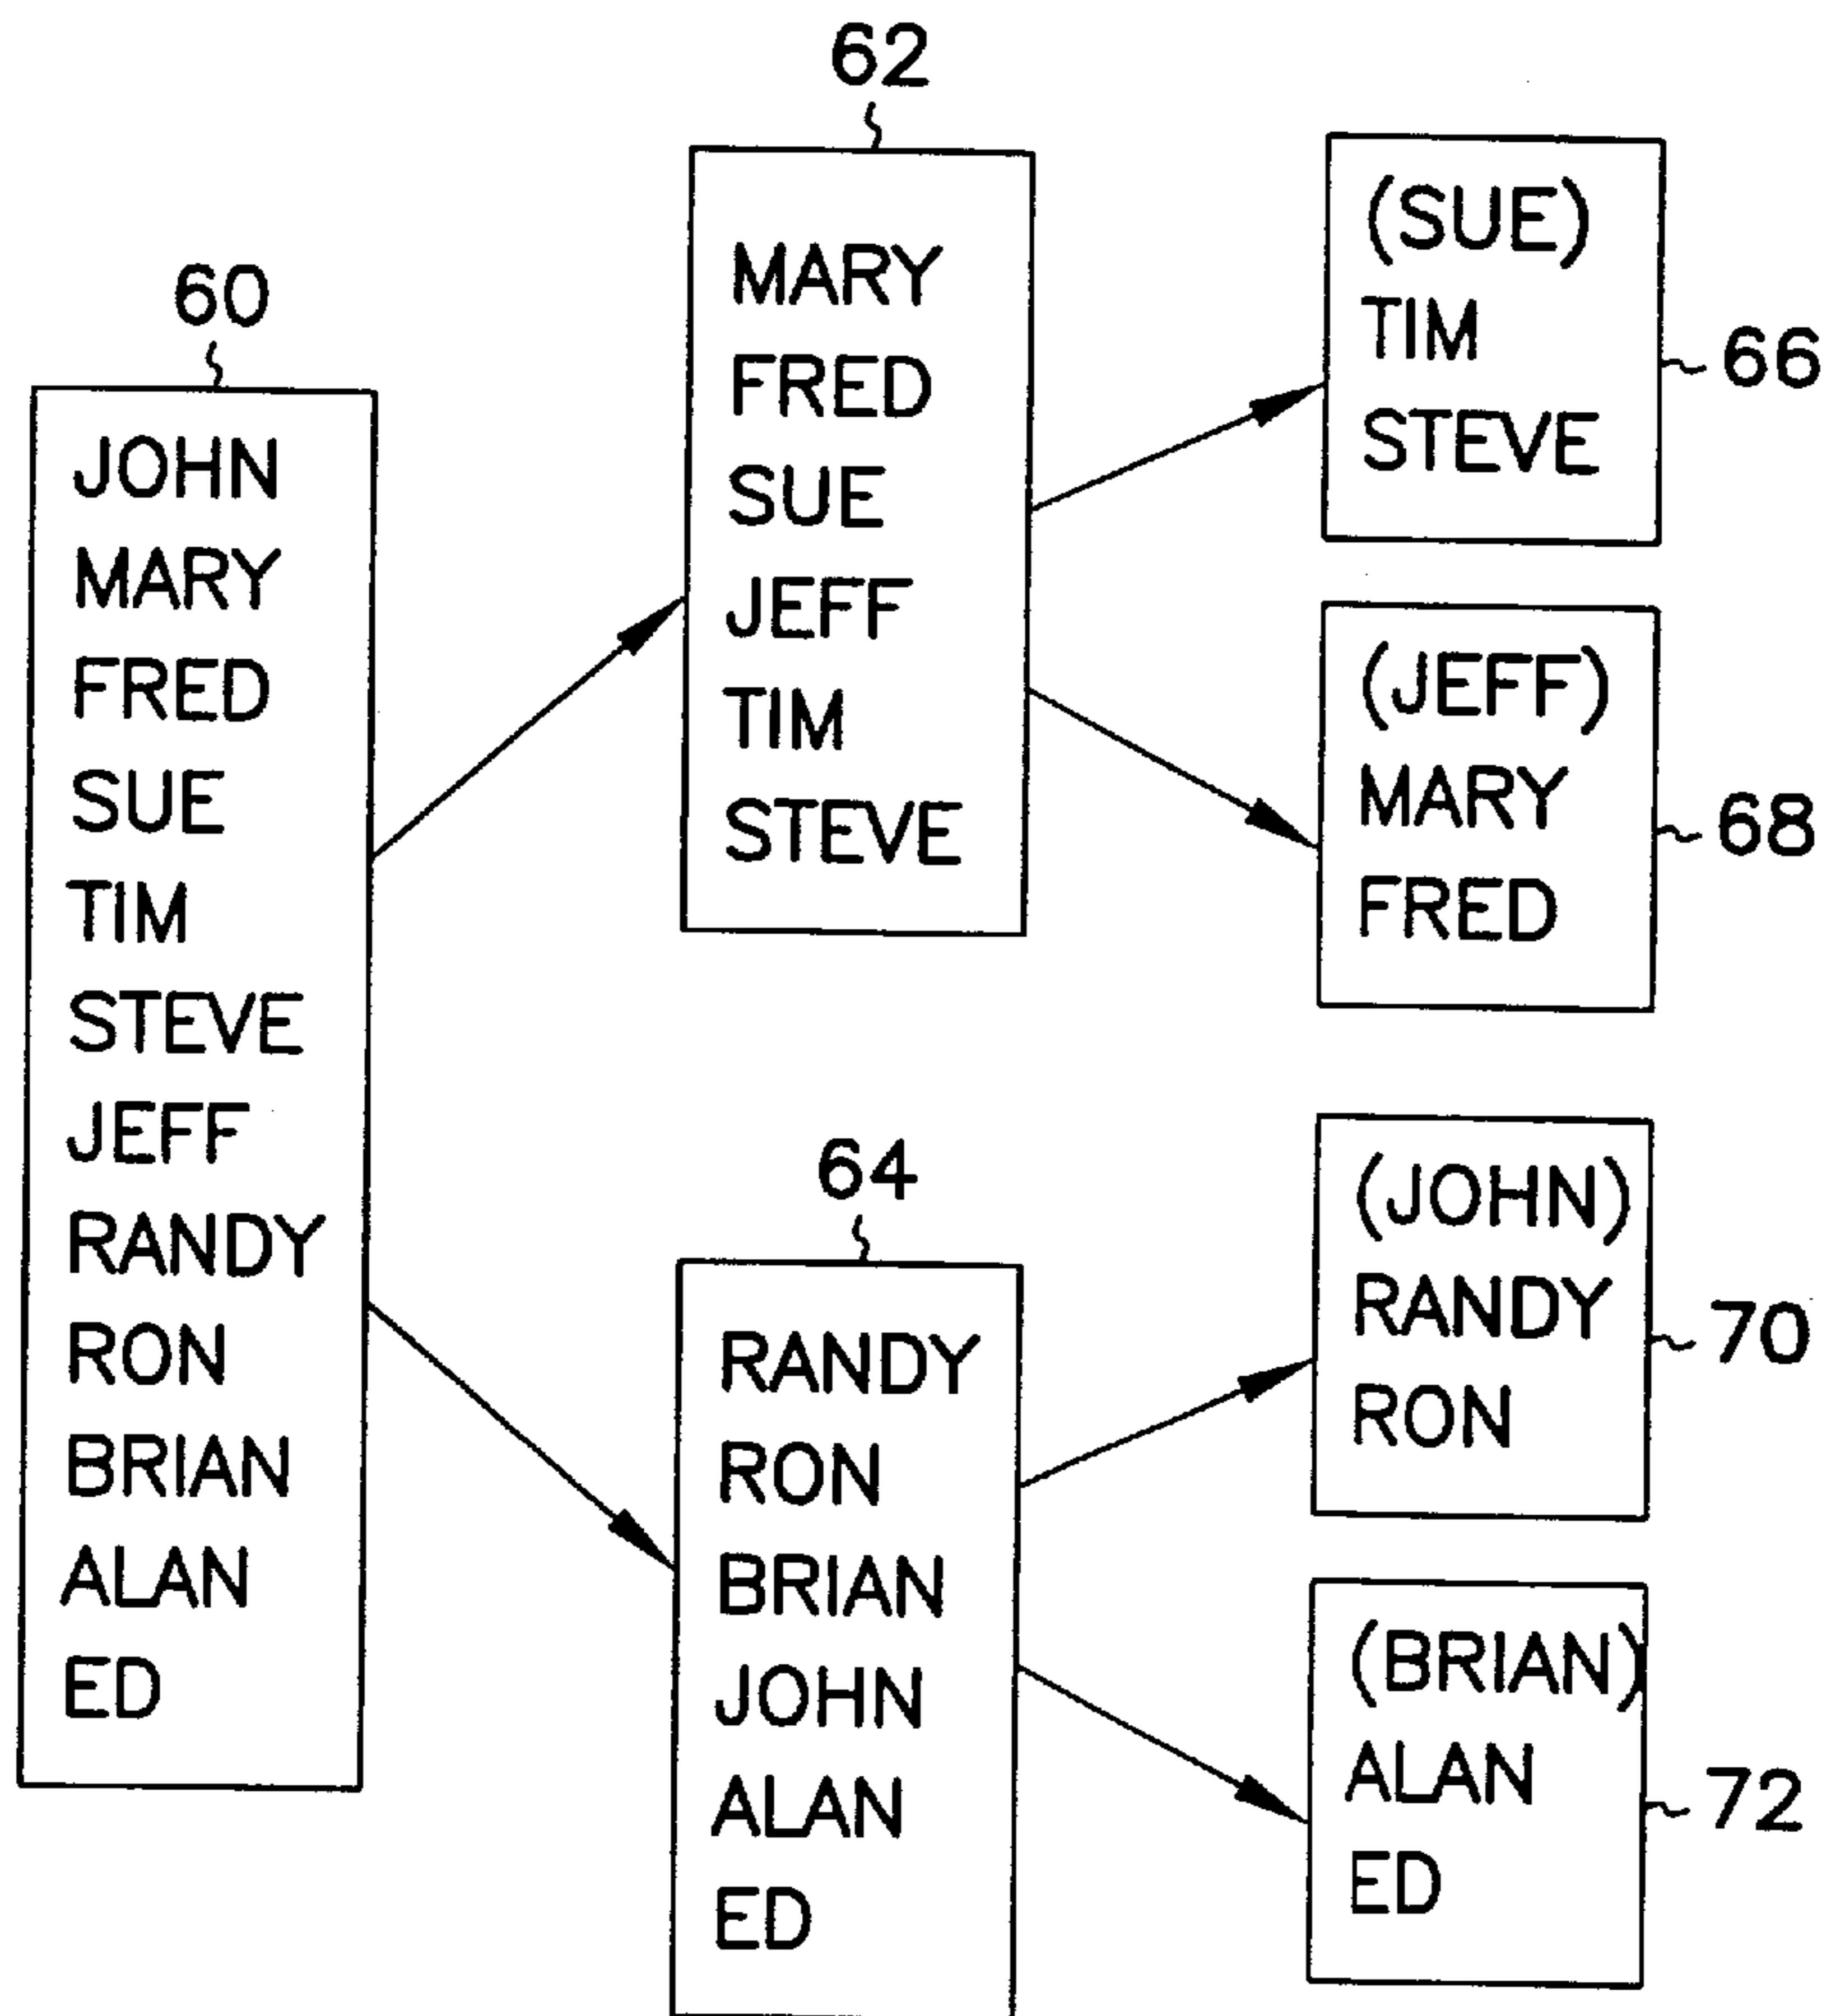 60
JOHN
MARY
FRED
SUE
TIM
STEVE
JEFF
RANDY
RON
BRIAN
ALAN
ED
62
MARY
FRED
SUE
JEFF
TIM
STEVE
64
RANDY
RON
BRIAN
JOHN
ALAN
ED
(SUE)
TIM
STEVE
66
(JEFF)
MARY
FRED
68
(JOHN)
RANDY
RON
70
(BRIAN)
ALAN
ED
72